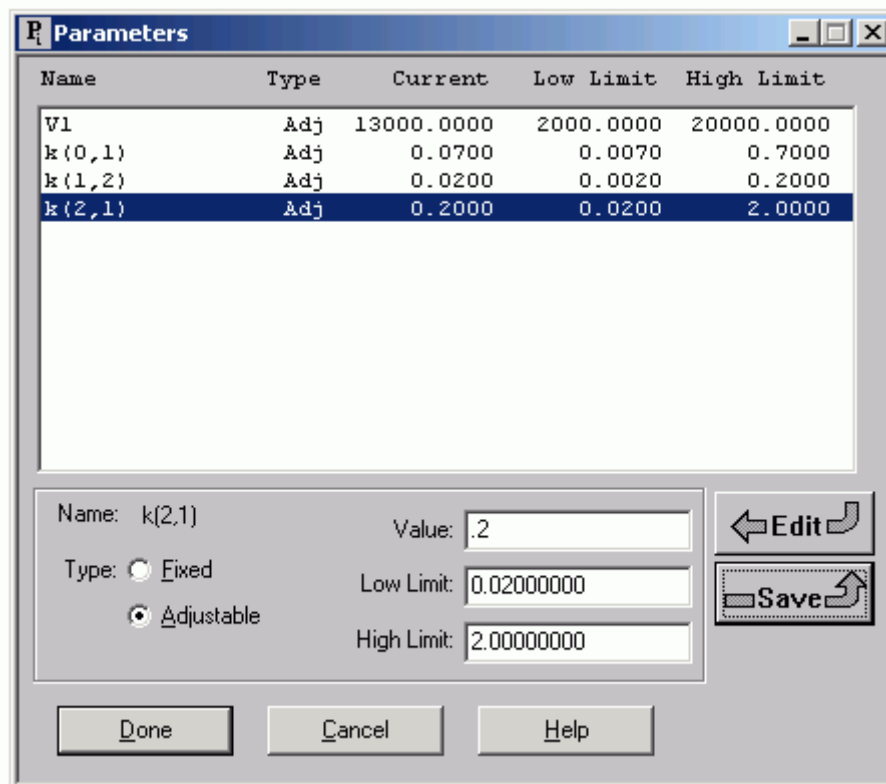 Pi Parameters
Name Type Current Low Limit High Limit
V1 Adj 13000.0000 2000.0000 20000.0000
k(0,1) Adj 0.0700 0.0070 0.7000
k(1,2) Adj 0.0200 0.0020 0.2000
k(2,1) Adj 0.2000 0.0200 2.0000
Name: k(2,1)
Value: .2
Edit
Type: Fixed
Low Limit: 0.02000000
Save
Adjustable
High Limit: 2.00000000
Done Cancel Help